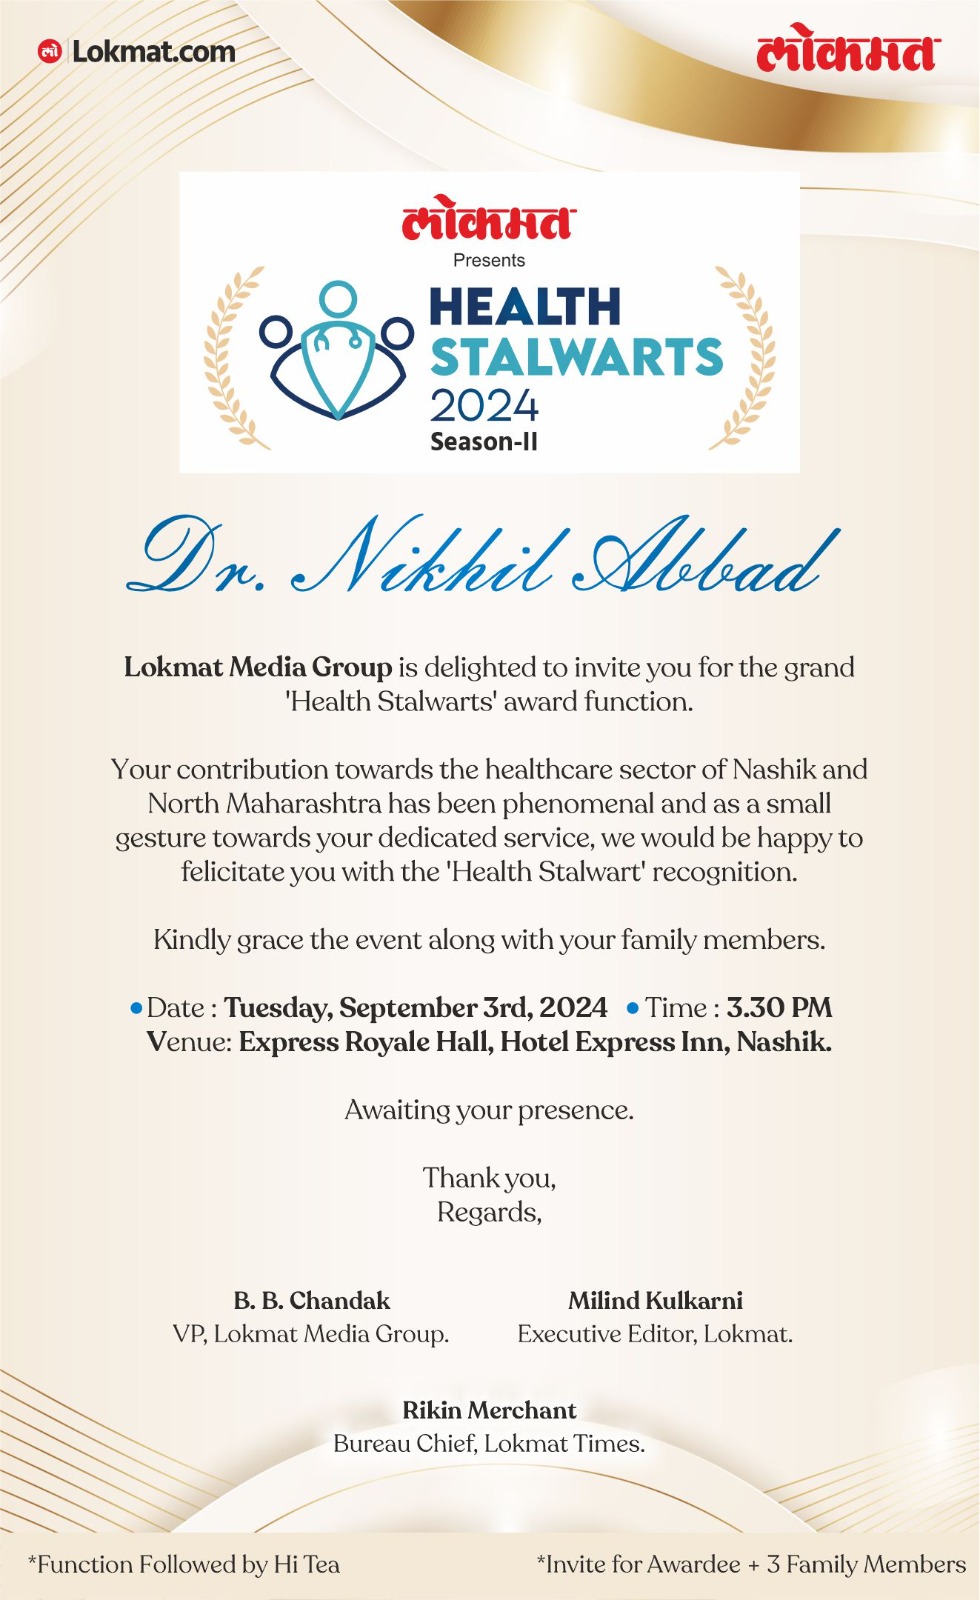 लो Lokmat.com
लोकमत
लोकमत
Presents
HEALTH
STALWARTS
2024
Season-II
Dr. Nikhil Abbad
Lokmat Media Group is delighted to invite you for the grand
'Health Stalwarts' award function.
Your contribution towards the healthcare sector of Nashik and
North Maharashtra has been phenomenal and as a small
gesture towards your dedicated service, we would be happy to
felicitate you with the 'Health Stalwart' recognition.
Kindly grace the event along with your family members.
• Date : Tuesday, September 3rd, 2024 • Time : 3.30 PM
Venue: Express Royale Hall, Hotel Express Inn, Nashik.
Awaiting your presence.
Thank you,
Regards,
B. B. Chandak
VP, Lokmat Media Group.
Milind Kulkarni
Executive Editor, Lokmat.
Rikin Merchant
Bureau Chief, Lokmat Times.
*Function Followed by Hi Tea
*Invite for Awardee + 3 Family Members